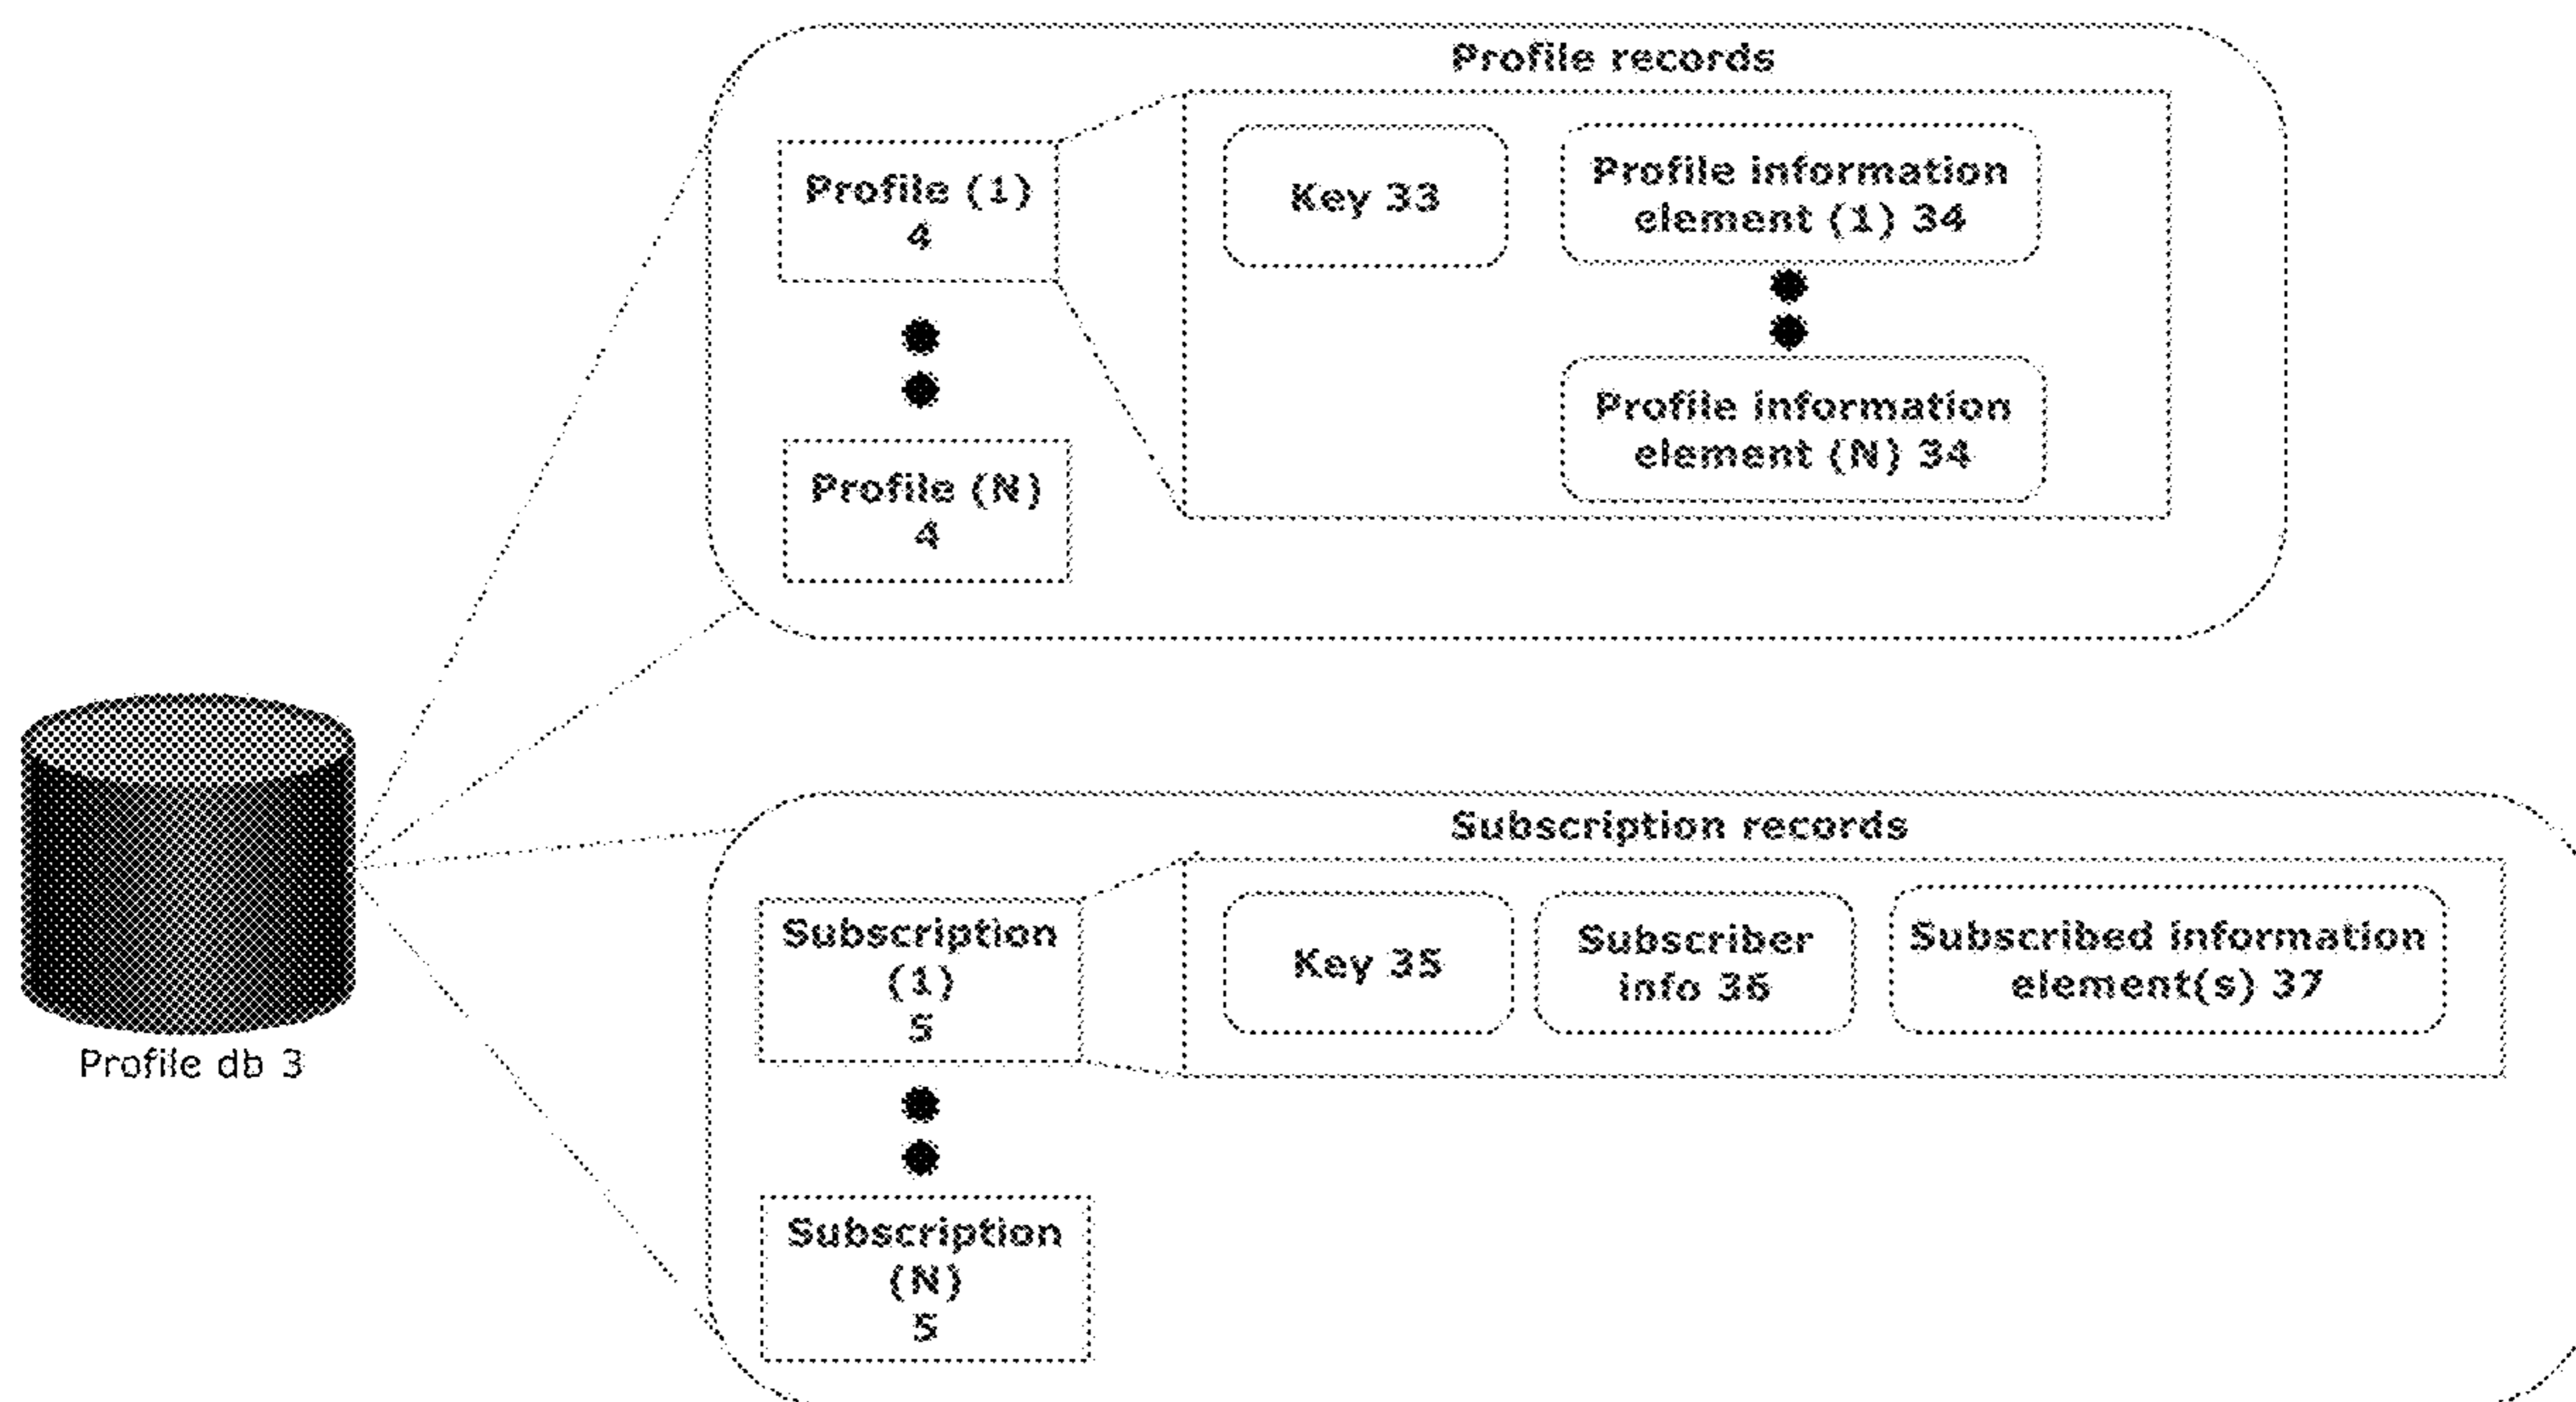 Profile records
Profile (1)
4
Key 33
Profile information
element (1) 34
Profile information
element (N) 34
Profile (N)
4
Profile db 3
Subscription records
Subscription
(1)
5
Key 35
Subscriber
info 36
Subscribed information
element(s) 37
Subscription
(N)
5